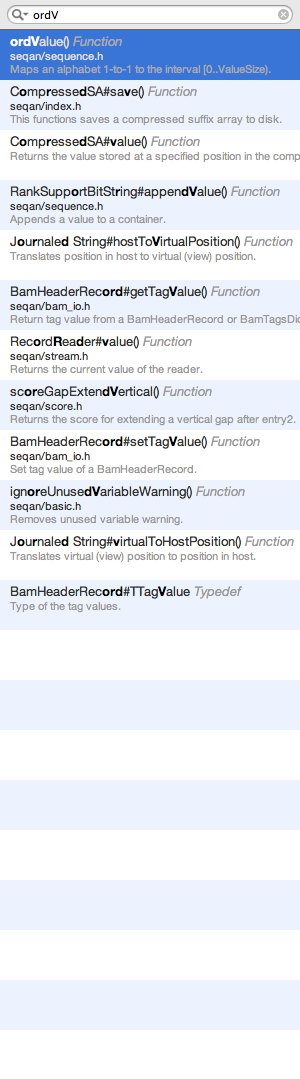 ordV
ordValue() Function
seqan/sequence.h
Maps an alphabet 1-to-1 to the interval [0..ValueSize).
CompressedSA#save() Function
seqan/index.h
This functions saves a compressed suffix array to disk.
CompressedSA#value() Function
Returns the value stored at a specified position in the comp
RankSupportBitString#appendValue() Function
seqan/sequence.h
Appends a value to a container.
Journaled String#hostToVirtualPosition() Function
Translates position in host to virtual (view) position.
BamHeaderRecord#getTagValue() Function
seqan/bam_io.h
Return tag value from a BamHeaderRecord or BamTagsDic
RecordReader#value() Function
seqan/stream.h
Returns the current value of the reader.
scoreGapExtendVertical() Function
seqan/score.h
Returns the score for extending a vertical gap after entry2.
BamHeaderRecord#setTagValue() Function
seqan/bam_io.h
Set tag value of a BamHeaderRecord.
ignoreUnusedVariableWarning() Function
seqan/basic.h
Removes unused variable warning.
Journaled String#virtualToHostPosition() Function
Translates virtual (view) position to position in host.
BamHeaderRecord#TTagValue Typedef
Type of the tag values.